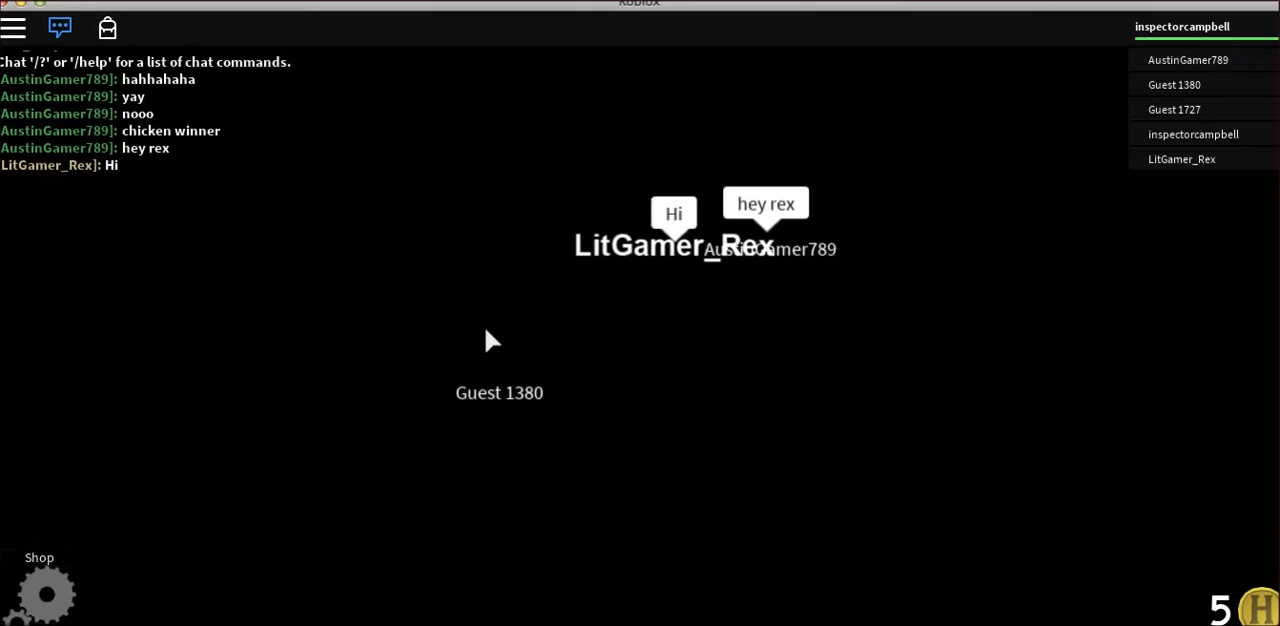 Roblox
inspectorcampbell
Chat '/?' or '/help' for a list of chat commands.
AustinGamer789]: hahhahaha
AustinGamer789]: yay
AustinGamer789]: nooo
AustinGamer789]: chicken winner
AustinGamer789]: hey rex
LitGamer_Rex]: Hi
AustinGamer789
Guest 1380
Guest 1727
inspectorcampbell
LitGamer_Rex
Hi
hey rex
LitGamer_Rex
AustinGamer789
Guest 1380
Shop
5
H